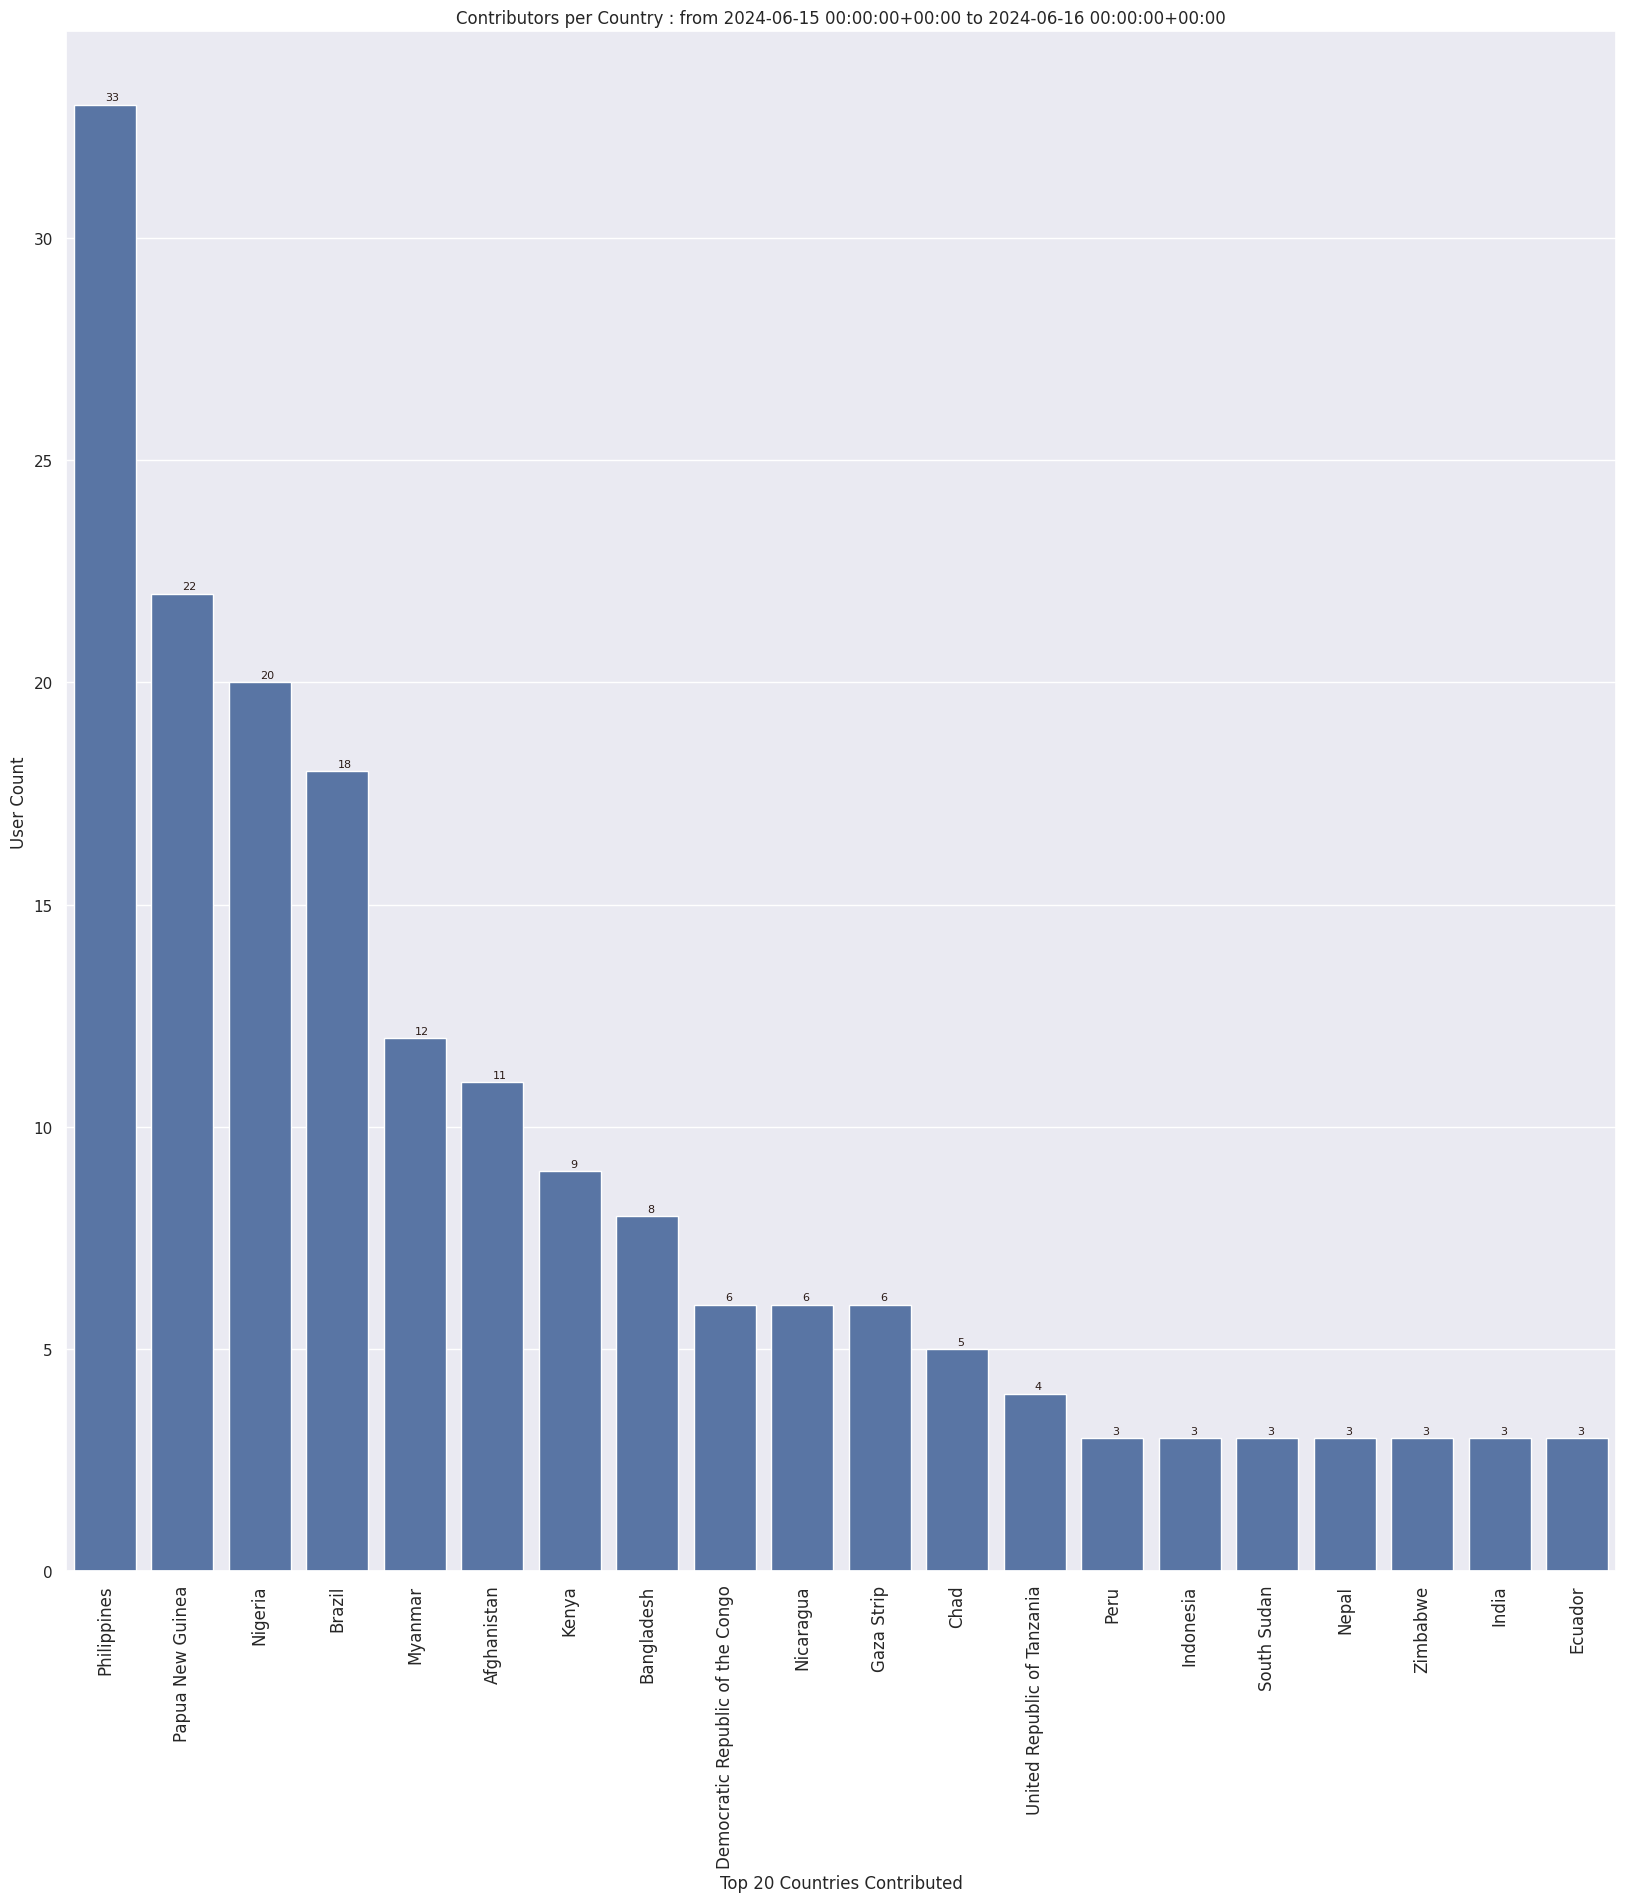 Contributors per Country : from 2024-06-15 00:00:00+00:00 to 2024-06-16 00:00:00+00:00
User Count
30
25
20
15
10
5
0
33
22
20
18
12
11
9
8
6
6
6
5
4
3
3
3
3
3
3
3
Philippines
Papua New Guinea
Nigeria
Brazil
Myanmar
Afghanistan
Kenya
Bangladesh
Democratic Republic of the Congo
Nicaragua
Gaza Strip
Chad
United Republic of Tanzania
Peru
Indonesia
South Sudan
Nepal
Zimbabwe
India
Ecuador
Top 20 Countries Contributed